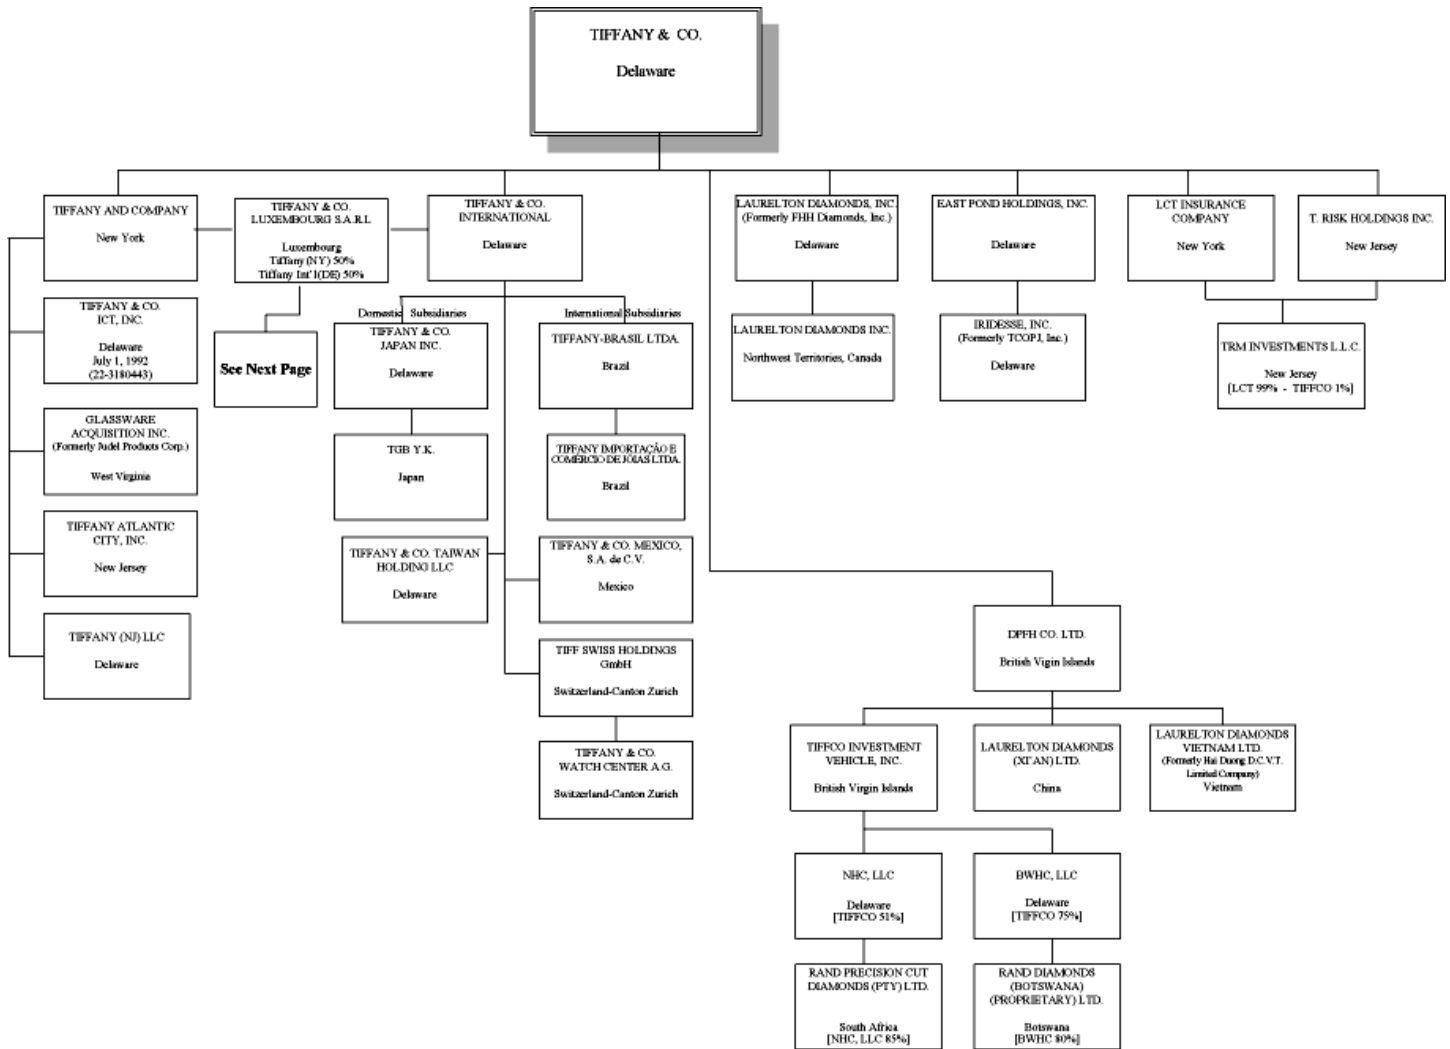 TIFFANY & CO.
Delaware
TIFFANY AND COMPANY
New York
TIFFANY & CO.
LUXEMBOURG S.A.R.L
Luxembourg
Tiffany (NY) 50%
Tiffany Int'l (DE) 50%
TIFFANY & CO.
INTERNATIONAL
Delaware
LAURELTON DIAMONDS, INC.
(Formerly FHH Diamonds, Inc.)
Delaware
EAST POND HOLDINGS, INC.
Delaware
LCT INSURANCE
COMPANY
New York
T. RISK HOLDINGS INC.
New Jersey
TIFFANY & CO.
ICT, INC.
Delaware
July 1, 1992
(22-3180443)
See Next Page
Domestic Subsidiaries
International Subsidiaries
TIFFANY & CO.
JAPAN INC.
Delaware
TIFFANY-BRASIL LTDA.
Brazil
LAURELTON DIAMONDS INC.
Northwest Territories, Canada
IRIDESSE, INC.
(Formerly TCOPJ, Inc.)
Delaware
TRM INVESTMENTS L.L.C.
New Jersey
[LCT 99% - TIFFCO 1%]
GLASSWARE
ACQUISITION INC.
(Formerly Judel Products Corp.)
West Virginia
TGB Y.K.
Japan
TIFFANY IMPORTAÇÃO E
COMERCIO DE JÓIAS LTDA.
Brazil
TIFFANY ATLANTIC
CITY, INC.
New Jersey
TIFFANY & CO. TAIWAN
HOLDING LLC
Delaware
TIFFANY & CO. MEXICO,
S.A. de C.V.
Mexico
TIFFANY (NJ) LLC
Delaware
TIFF SWISS HOLDINGS
GmbH
Switzerland-Canton Zurich
DPFH CO. LTD.
British Vigin Islands
TIFFANY & CO.
WATCH CENTER A.G.
Switzerland-Canton Zurich
TIFFCO INVESTMENT
VEHICLE, INC.
British Virgin Islands
LAURELTON DIAMONDS
(XI'AN) LTD.
China
LAURELTON DIAMONDS
VIETNAM LTD.
(Formerly Hai Duong D.C.V.T.
Limited Company)
Vietnam
NHC, LLC
Delaware
[TIFFCO 51%]
BWHC, LLC
Delaware
[TIFFCO 75%]
RAND PRECISION CUT
DIAMONDS (PTY) LTD.
South Africa
[NHC, LLC 85%]
RAND DIAMONDS
(BOTSWANA)
(PROPRIETARY) LTD.
Botswana
[BWHC 80%]